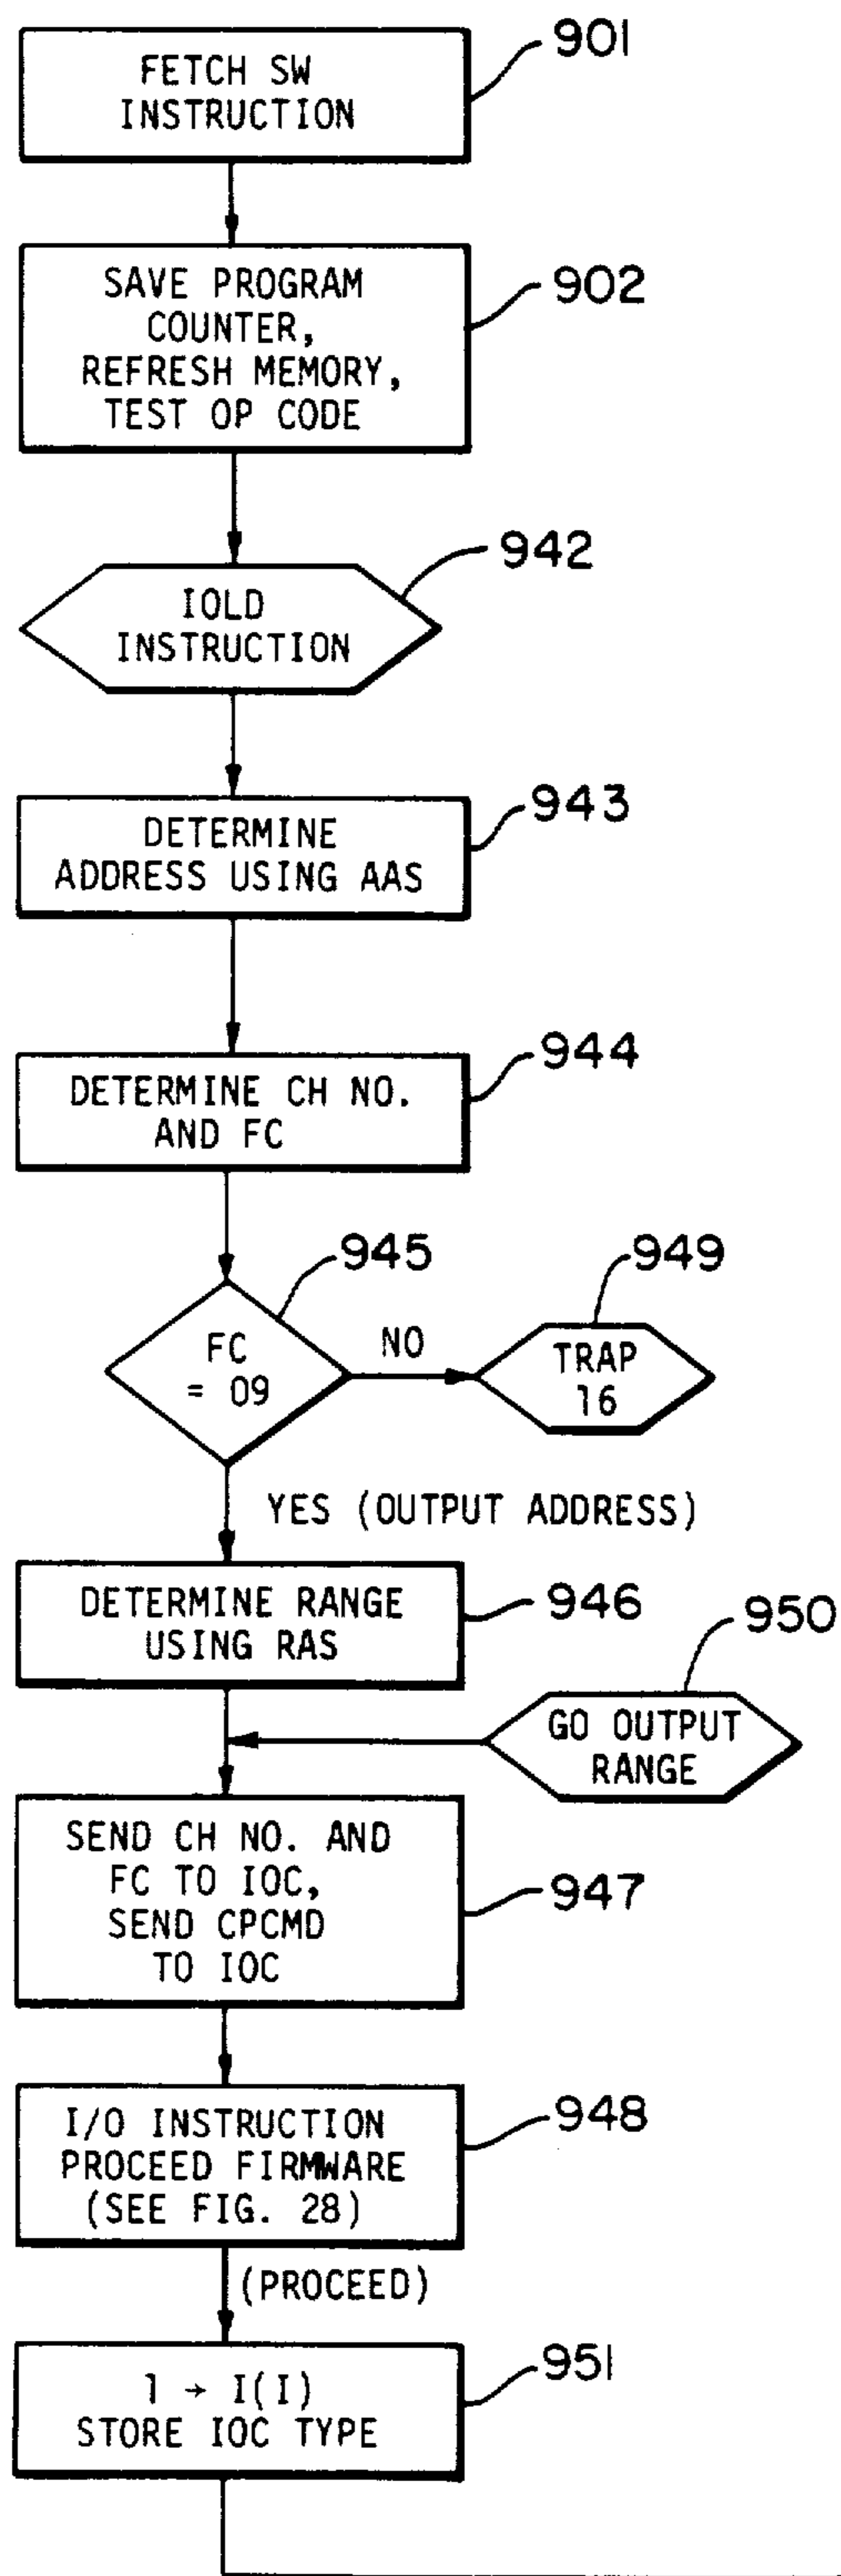 FETCH SW
INSTRUCTION
901
SAVE PROGRAM
COUNTER,
REFRESH MEMORY,
TEST OP CODE
902
IOLD
INSTRUCTION
942
DETERMINE
ADDRESS USING AAS
943
DETERMINE CH NO.
AND FC
944
FC
= 09
945
NO
TRAP
16
949
YES (OUTPUT ADDRESS)
DETERMINE RANGE
USING RAS
946
GO OUTPUT
RANGE
950
SEND CH NO. AND
FC TO IOC,
SEND CPCMD
TO IOC
947
I/O INSTRUCTION
PROCEED FIRMWARE
(SEE FIG. 28)
948
(PROCEED)
1 → I(I)
STORE IOC TYPE
951